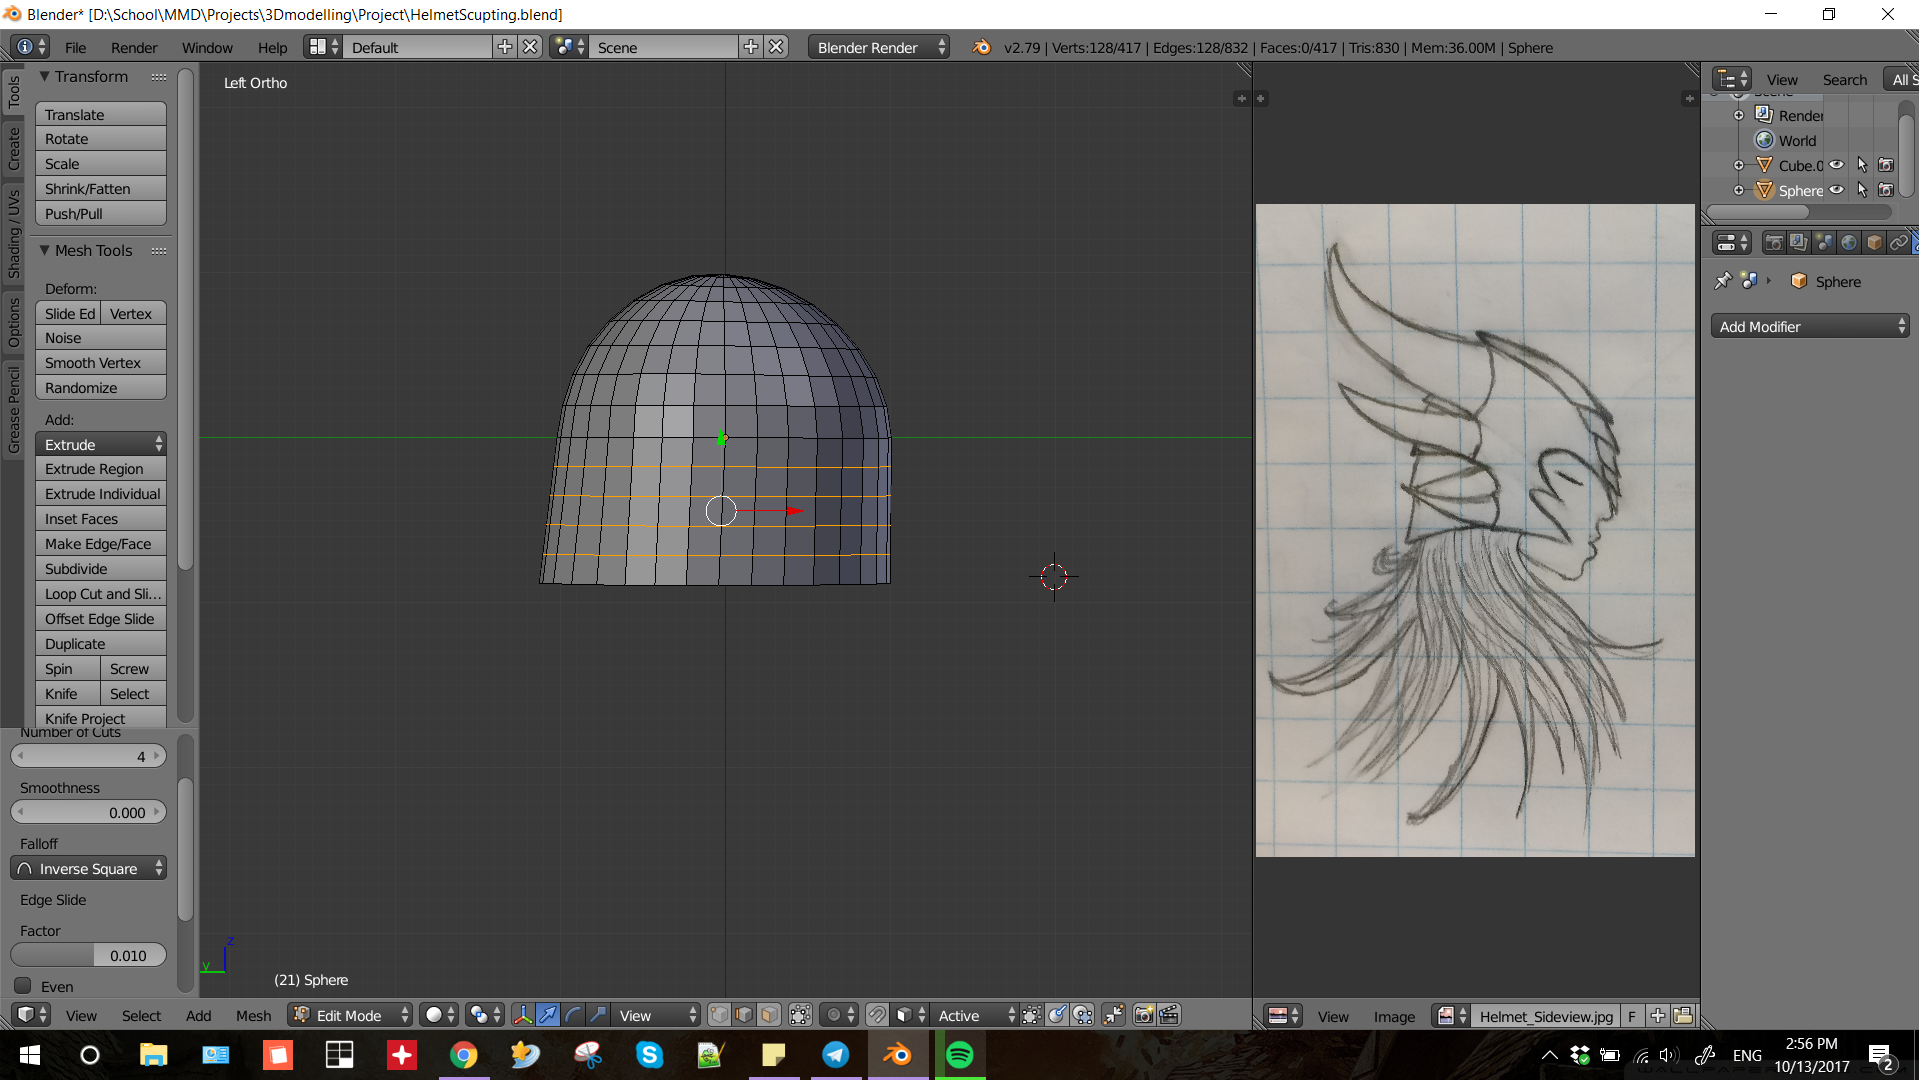 Blender* [D:\School\MMD\Projects\3Dmodelling\Project\HelmetScupting.blend]
File Render Window Help Default Scene Blender Render v2.79 | Verts:128/417 | Edges:128/832 | Faces:0/417 | Tris:830 | Mem:36.00M | Sphere
Tools
Create
Shading / UVs
Options
Grease Pencil
Transform
Translate
Rotate
Scale
Shrink/Fatten
Push/Pull
Mesh Tools
Deform:
Slide Ed Vertex
Noise
Smooth Vertex
Randomize
Add:
Extrude
Extrude Region
Extrude Individual
Inset Faces
Make Edge/Face
Subdivide
Loop Cut and Sli...
Offset Edge Slide
Duplicate
Spin Screw
Knife Select
Knife Project
Number of Cuts
4
Smoothness
0.000
Falloff
Inverse Square
Edge Slide
Factor
0.010
Even
Left Ortho
z
y
(21) Sphere
View Select Add Mesh Edit Mode View Active
View Image Helmet_Sideview.jpg F
View Search All S
Scene
Render
World
Cube.0
Sphere
Sphere
Add Modifier
ENG
2:56 PM
10/13/2017
2